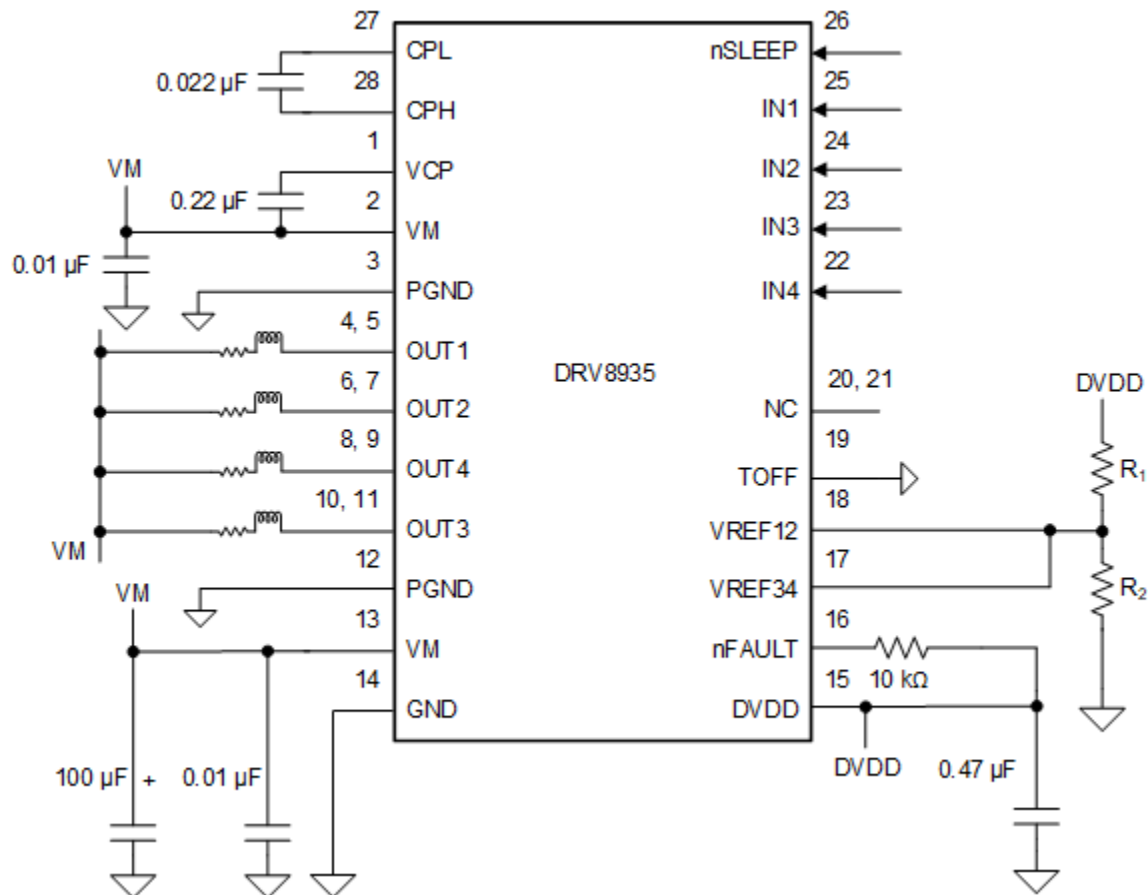 27
CPL
0.022 µF
28
CPH
1
VM
VCP
0.22 µF
2
VM
0.01 µF
3
PGND
4, 5
OUT1
6, 7
OUT2
8, 9
OUT4
10, 11
OUT3
VM
12
VM
PGND
13
VM
14
GND
100 µF +
0.01 µF
DRV8935
26
nSLEEP
25
IN1
24
IN2
23
IN3
22
IN4
20, 21
NC
19
TOFF
18
VREF12
17
VREF34
16
nFAULT
10 kΩ
15
DVDD
DVDD
0.47 µF
DVDD
R₁
R₂